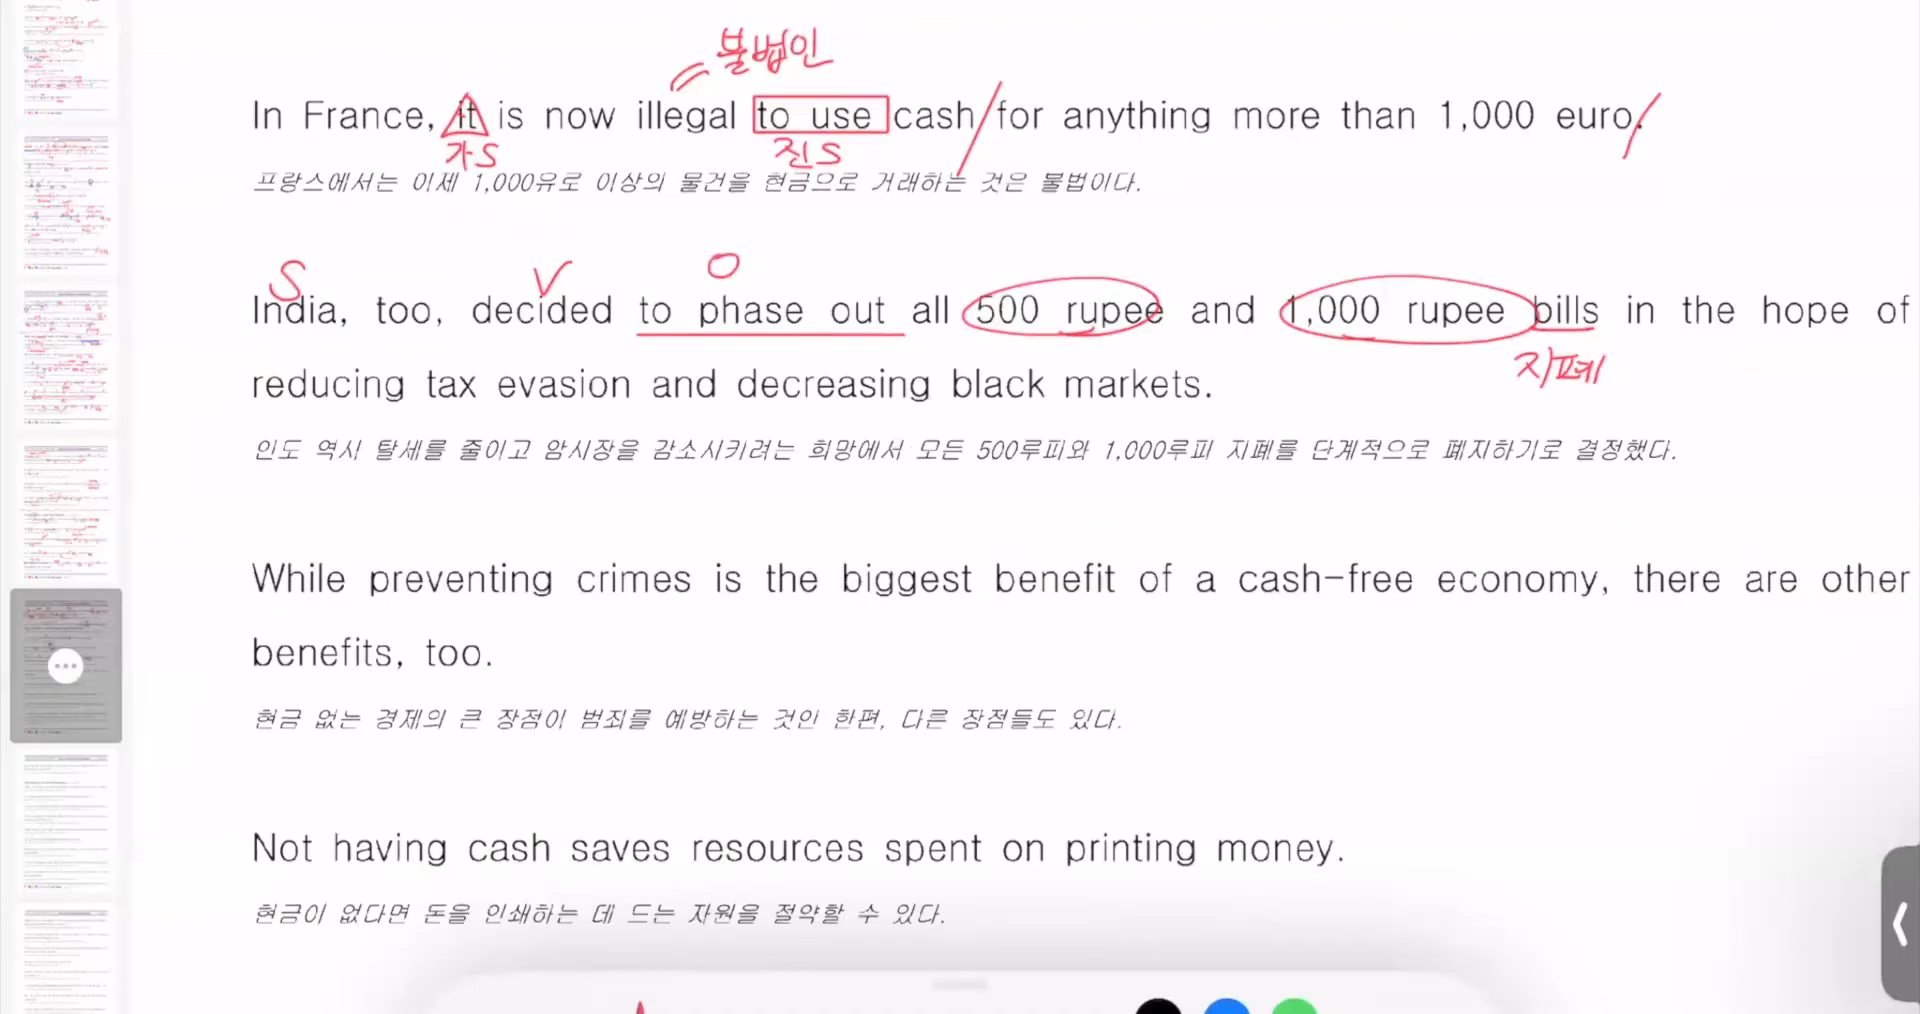 불법인
In France, it is now illegal to use cash for anything more than 1,000 euro.
가S 진S
프랑스에서는 이제 1,000유로 이상의 물건을 현금으로 거래하는 것은 불법이다.
S V O
India, too, decided to phase out all 500 rupee and 1,000 rupee bills in the hope of
지폐
reducing tax evasion and decreasing black markets.
인도 역시 탈세를 줄이고 암시장을 감소시키려는 희망에서 모든 500루피와 1,000루피 지폐를 단계적으로 폐지하기로 결정했다.
While preventing crimes is the biggest benefit of a cash-free economy, there are other
benefits, too.
현금 없는 경제의 큰 장점이 범죄를 예방하는 것인 한편, 다른 장점들도 있다.
Not having cash saves resources spent on printing money.
현금이 없다면 돈을 인쇄하는 데 드는 자원을 절약할 수 있다.